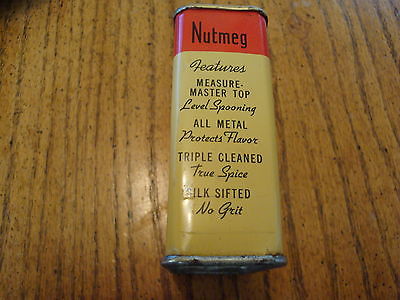 Nutmeg
Features
MEASURE-
MASTER TOP
Level Spooning
ALL METAL
Protects Flavor
TRIPLE CLEANED
True Spice
SILK SIFTED
No Grit